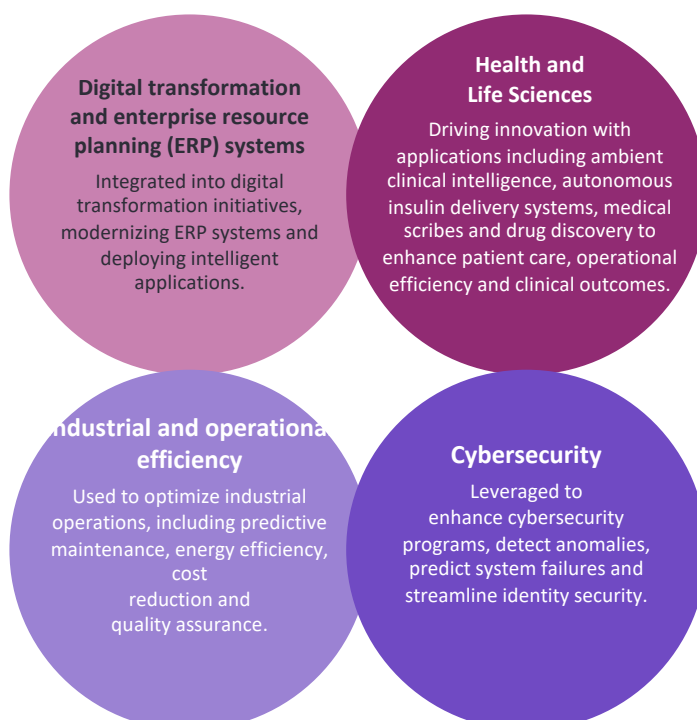 Digital transformation
and enterprise resource
planning (ERP) systems
Integrated into digital
transformation initiatives,
modernizing ERP systems and
deploying intelligent
applications.
Health and
Life Sciences
Driving innovation with
applications including ambient
clinical intelligence, autonomous
insulin delivery systems, medical
scribes and drug discovery to
enhance patient care, operational
efficiency and clinical outcomes.
ndustrial and operationa
efficiency
Used to optimize industrial
operations, including predictive
maintenance, energy efficiency,
cost
reduction and
quality assurance.
Cybersecurity
Leveraged to
enhance cybersecurity
programs, detect anomalies,
predict system failures and
streamline identity security.